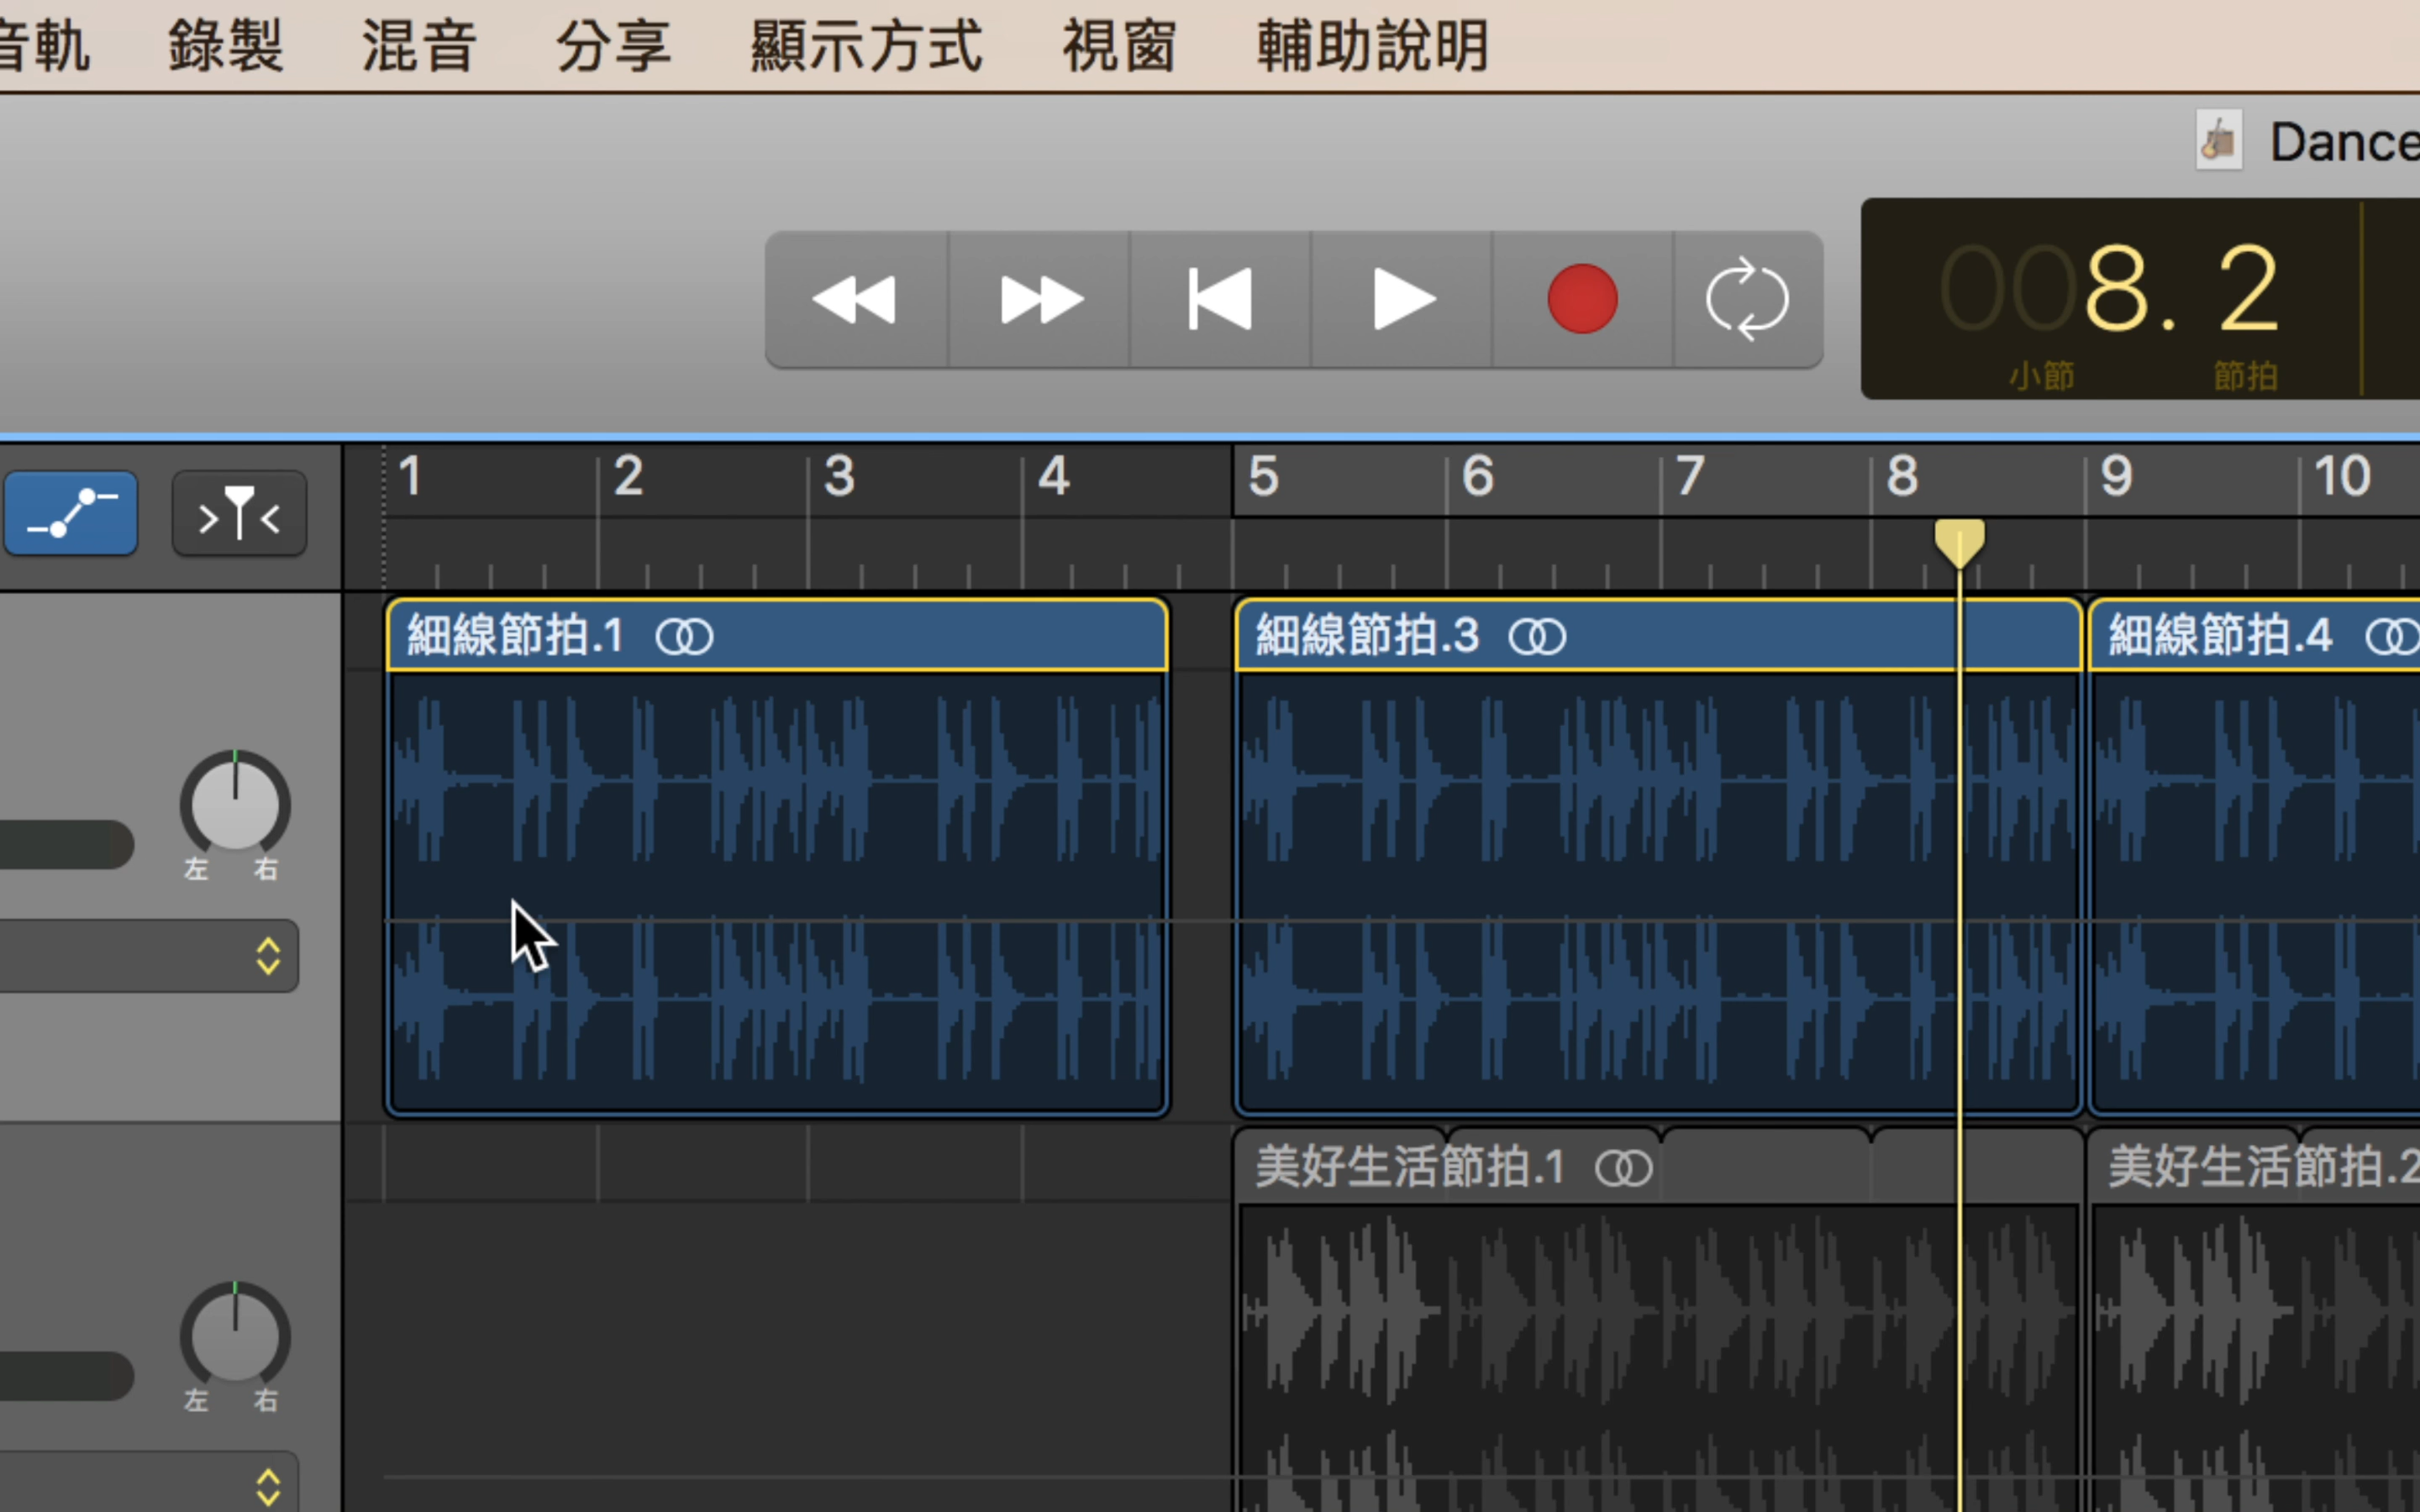 音軌 錄製 混音 分享 顯示方式 視窗 輔助說明
Dance
008. 2
小節 節拍
1 2 3 4 5 6 7 8 9 10
細線節拍.1 細線節拍.3 細線節拍.4
左 右
美好生活節拍.1 美好生活節拍.2
左 右